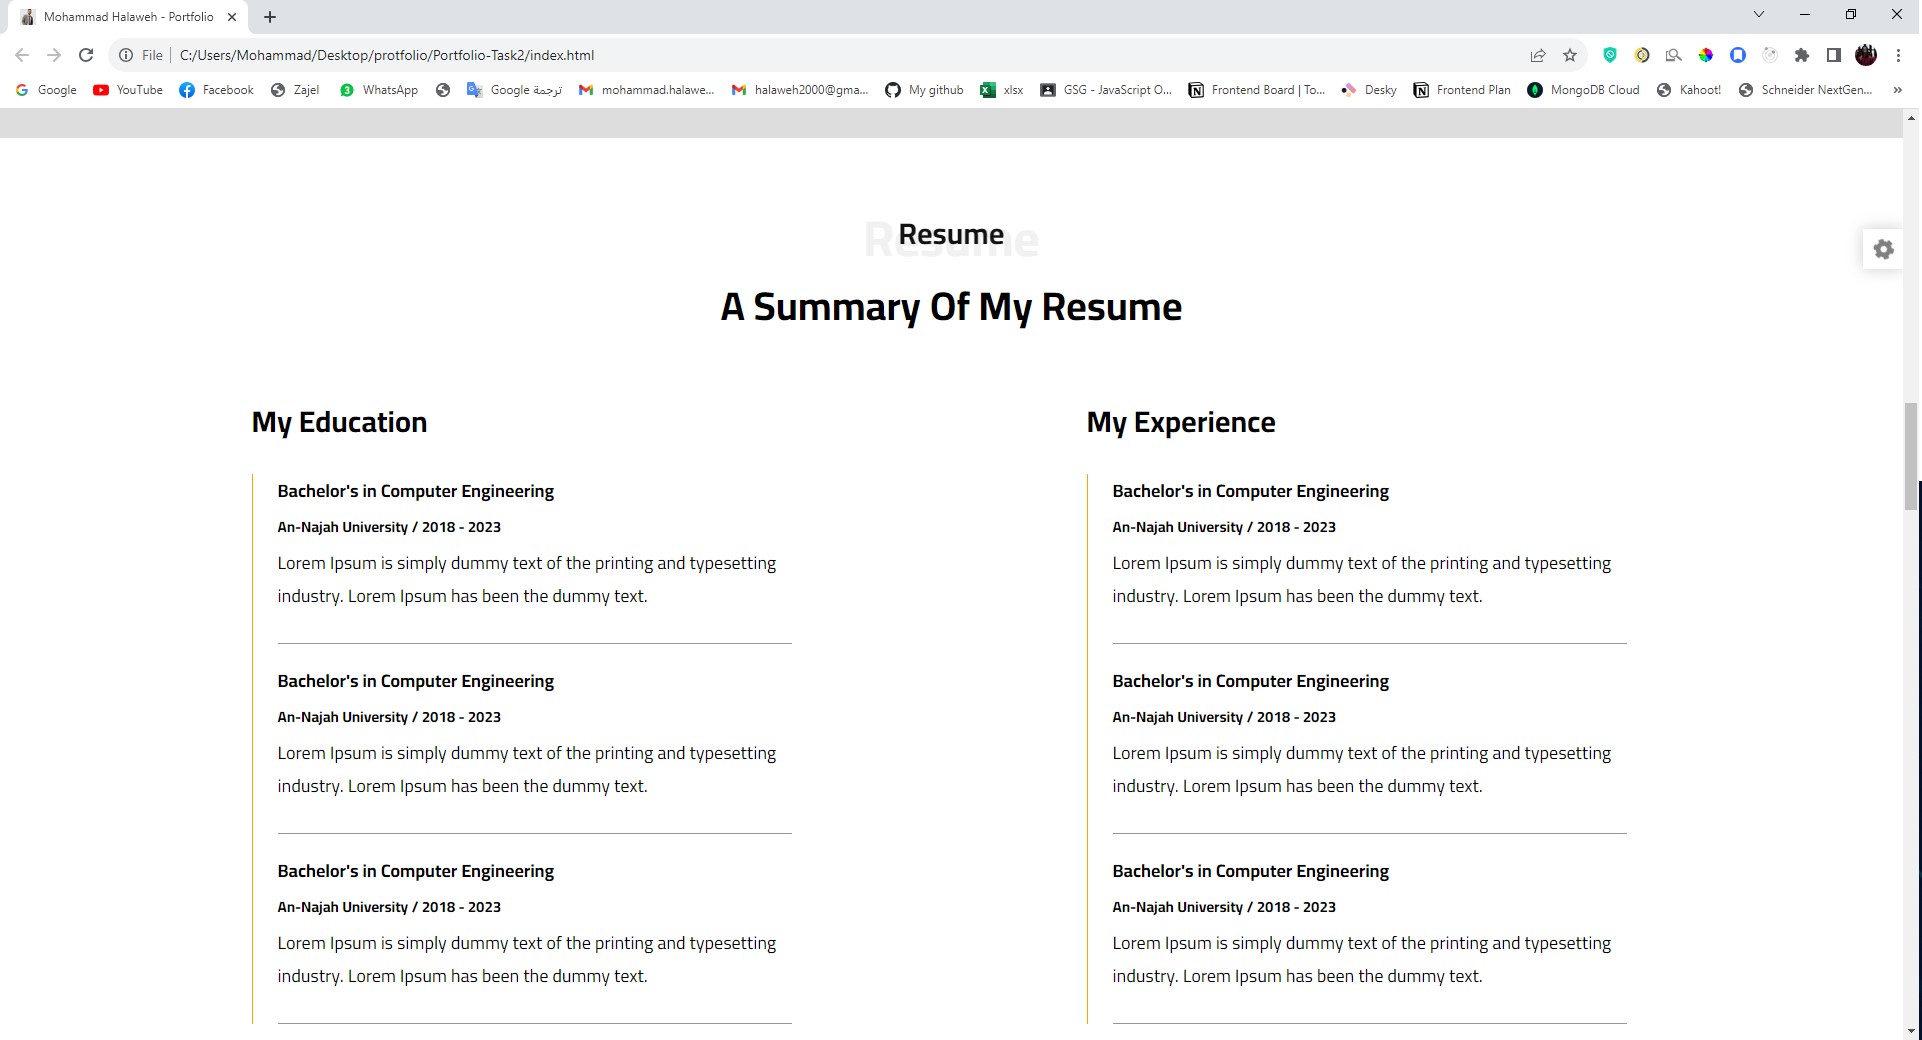 Mohammad Halaweh - Portfolio
File
C:/Users/Mohammad/Desktop/protfolio/Portfolio-Task2/index.html
Google YouTube Facebook Zajel WhatsApp Google ترجمة mohammad.halawe... halaweh2000@gma... My github xlsx GSG - JavaScript O... Frontend Board | To... Desky Frontend Plan MongoDB Cloud Kahoot! Schneider NextGen... »
Resume
Resume
A Summary Of My Resume
My Education
Bachelor's in Computer Engineering
An-Najah University / 2018 - 2023
Lorem Ipsum is simply dummy text of the printing and typesetting
industry. Lorem Ipsum has been the dummy text.
Bachelor's in Computer Engineering
An-Najah University / 2018 - 2023
Lorem Ipsum is simply dummy text of the printing and typesetting
industry. Lorem Ipsum has been the dummy text.
Bachelor's in Computer Engineering
An-Najah University / 2018 - 2023
Lorem Ipsum is simply dummy text of the printing and typesetting
industry. Lorem Ipsum has been the dummy text.
My Experience
Bachelor's in Computer Engineering
An-Najah University / 2018 - 2023
Lorem Ipsum is simply dummy text of the printing and typesetting
industry. Lorem Ipsum has been the dummy text.
Bachelor's in Computer Engineering
An-Najah University / 2018 - 2023
Lorem Ipsum is simply dummy text of the printing and typesetting
industry. Lorem Ipsum has been the dummy text.
Bachelor's in Computer Engineering
An-Najah University / 2018 - 2023
Lorem Ipsum is simply dummy text of the printing and typesetting
industry. Lorem Ipsum has been the dummy text.